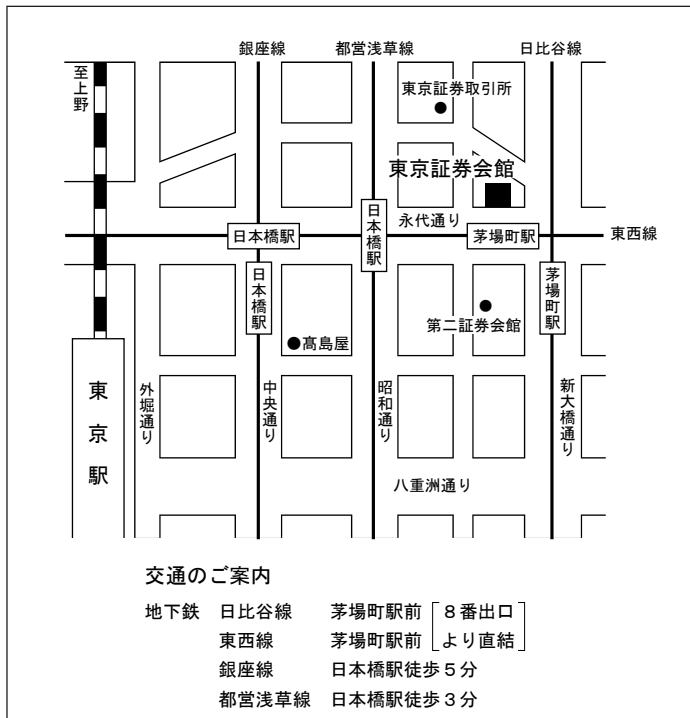 銀座線
都営浅草線
日比谷線
至上野
東京証券取引所
東京証券会館
永代通り
日本橋駅
日本橋駅
茅場町駅
東西線
日本橋駅
茅場町駅
第二証券会館
髙島屋
東京駅
外堀通り
中央通り
昭和通り
新大橋通り
八重洲通り
交通のご案内
地下鉄 日比谷線 茅場町駅前 [8番出口
東西線 茅場町駅前 より直結]
銀座線 日本橋駅徒歩5分
都営浅草線 日本橋駅徒歩3分